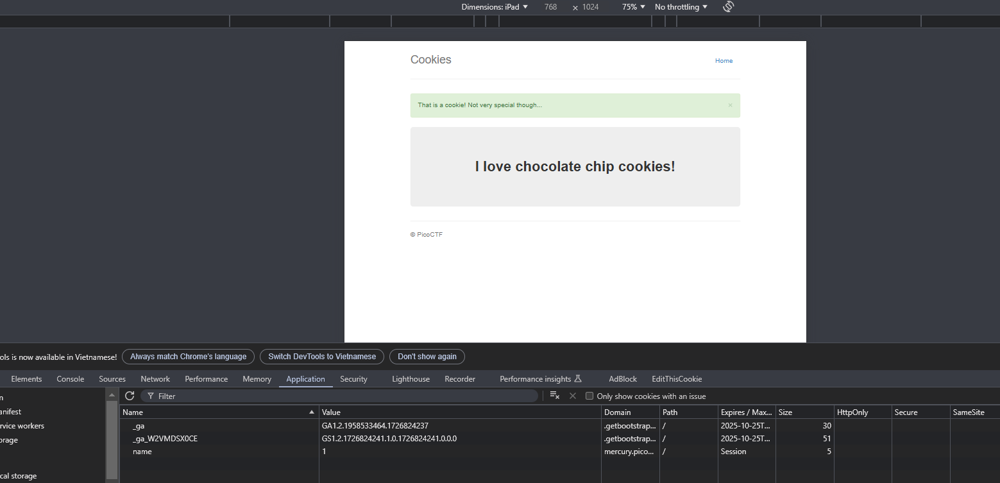 Dimensions: iPad ▼ 768 × 1024 75% ▼ No throttling ▼
Cookies Home
That is a cookie! Not very special though... ×
I love chocolate chip cookies!
© PicoCTF
ols is now available in Vietnamese! Always match Chrome's language Switch DevTools to Vietnamese Don't show again
Elements Console Sources Network Performance Memory Application Security Lighthouse Recorder Performance insights AdBlock EditThisCookie
n
anifest
rvice workers
orage
cal storage
Filter Only show cookies with an issue
Name Value Domain Path Expires / Max... Size HttpOnly Secure SameSite
_ga GA1.2.1958533464.1726824237 .getbootstrap... / 2025-10-25T... 30
_ga_W2VMDSX0CE GS1.2.1726824241.1.0.1726824241.0.0.0 .getbootstrap... / 2025-10-25T... 51
name 1 mercury.pico... / Session 5